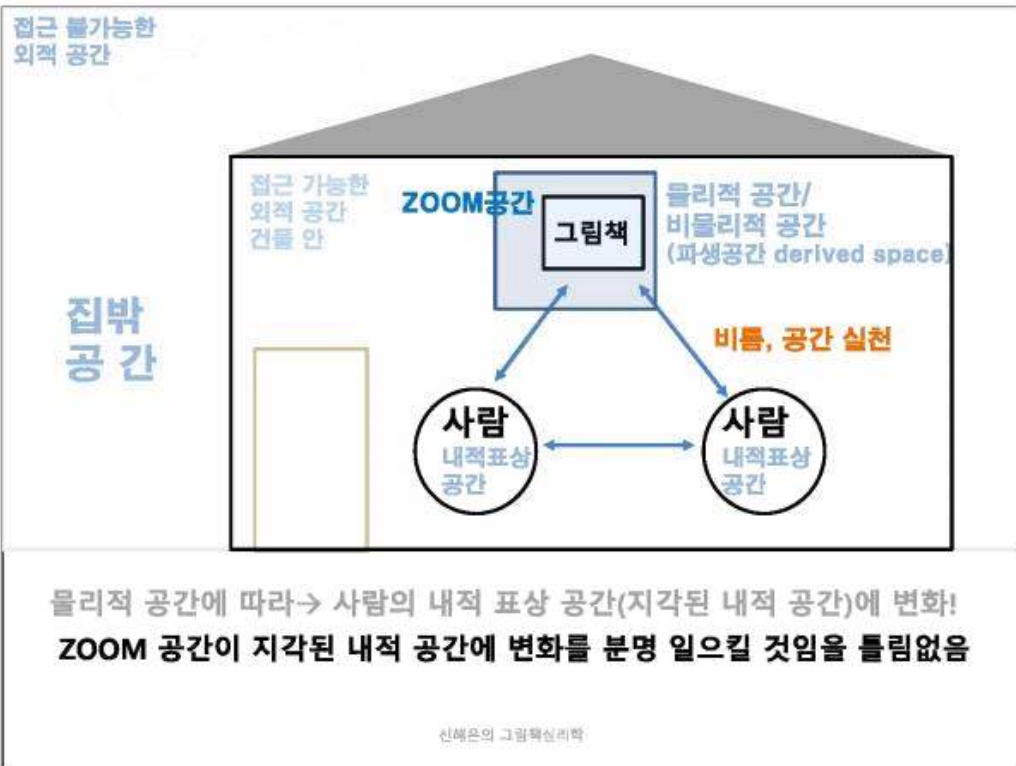 접근 불가능한
외적 공간
접근 가능한
외적 공간
건물 안
ZOOM공간
그림책
물리적 공간/
비물리적 공간
(파생공간 derived space)
집밖
공 간
비틈, 공간 실천
사람
내적표상
공간
사람
내적표상
공간
물리적 공간에 따라→ 사람의 내적 표상 공간(지각된 내적 공간)에 변화!
ZOOM 공간이 지각된 내적 공간에 변화를 분명 일으킬 것임을 틀림없음
신혜은의 그림책심리학